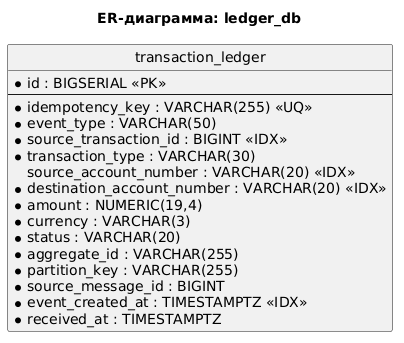 ER-диаграмма: ledger_db
transaction_ledger
id : BIGSERIAL «PK»
idempotency_key : VARCHAR(255) «UQ»
event_type : VARCHAR(50)
source_transaction_id : BIGINT «IDX»
transaction_type : VARCHAR(30)
source_account_number : VARCHAR(20) «IDX»
destination_account_number : VARCHAR(20) «IDX»
amount : NUMERIC(19,4)
currency : VARCHAR(3)
status : VARCHAR(20)
aggregate_id : VARCHAR(255)
partition_key : VARCHAR(255)
source_message_id : BIGINT
event_created_at : TIMESTAMPTZ «IDX»
received_at : TIMESTAMPTZ